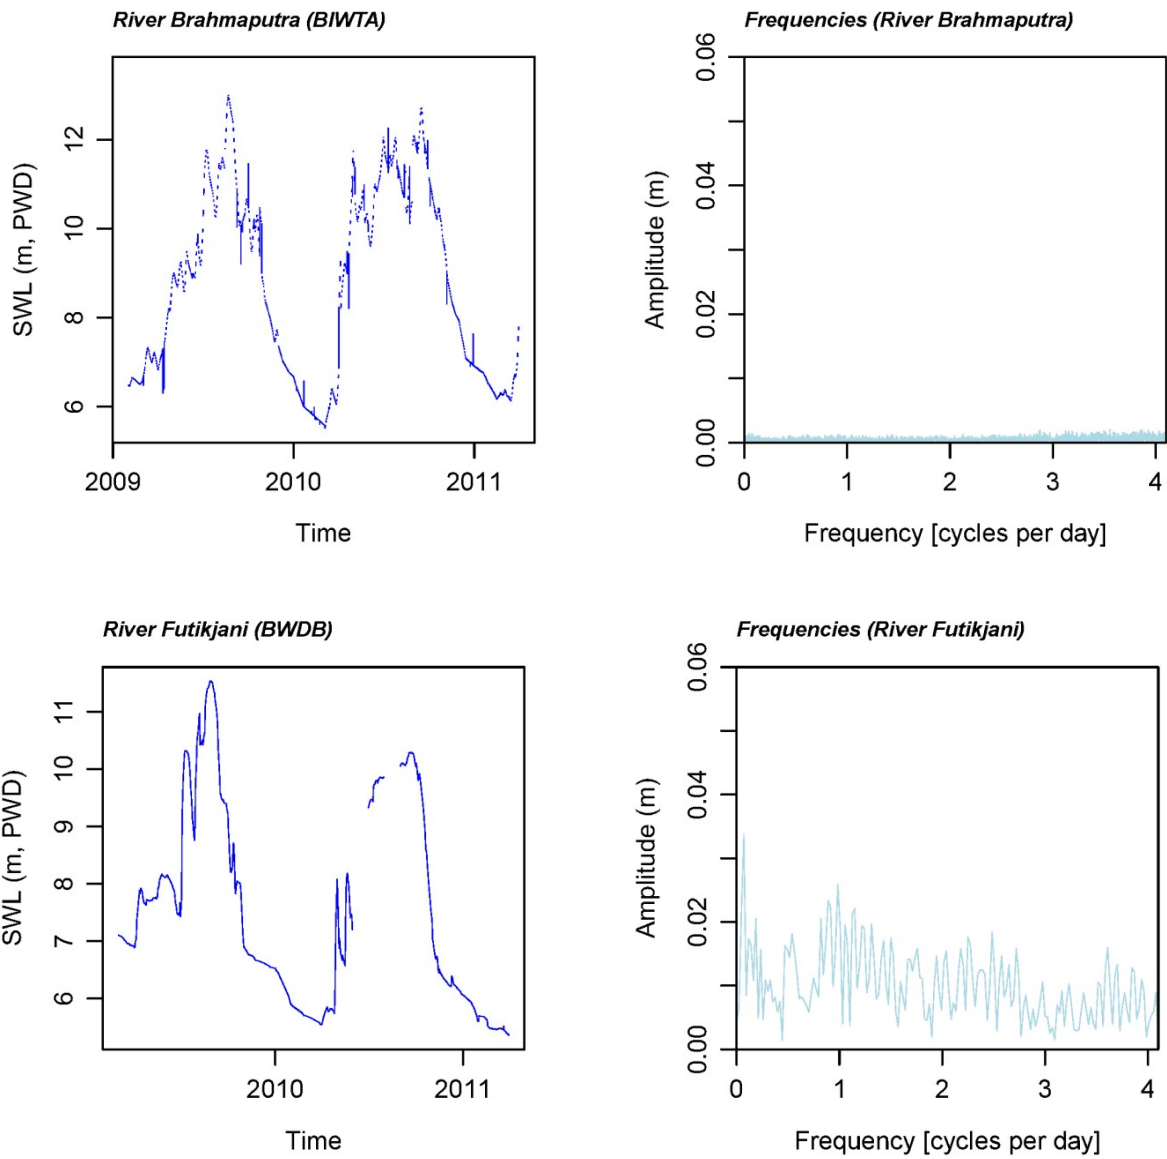 River Brahmaputra (BIWTA)
SWL (m, PWD)
12
10
8
6
2009 2010 2011
Time
Frequencies (River Brahmaputra)
Amplitude (m)
0.06
0.04
0.02
0.00
0 1 2 3 4
Frequency [cycles per day]
River Futikjani (BWDB)
SWL (m, PWD)
11
10
9
8
7
6
2010 2011
Time
Frequencies (River Futikjani)
Amplitude (m)
0.06
0.04
0.02
0.00
0 1 2 3 4
Frequency [cycles per day]